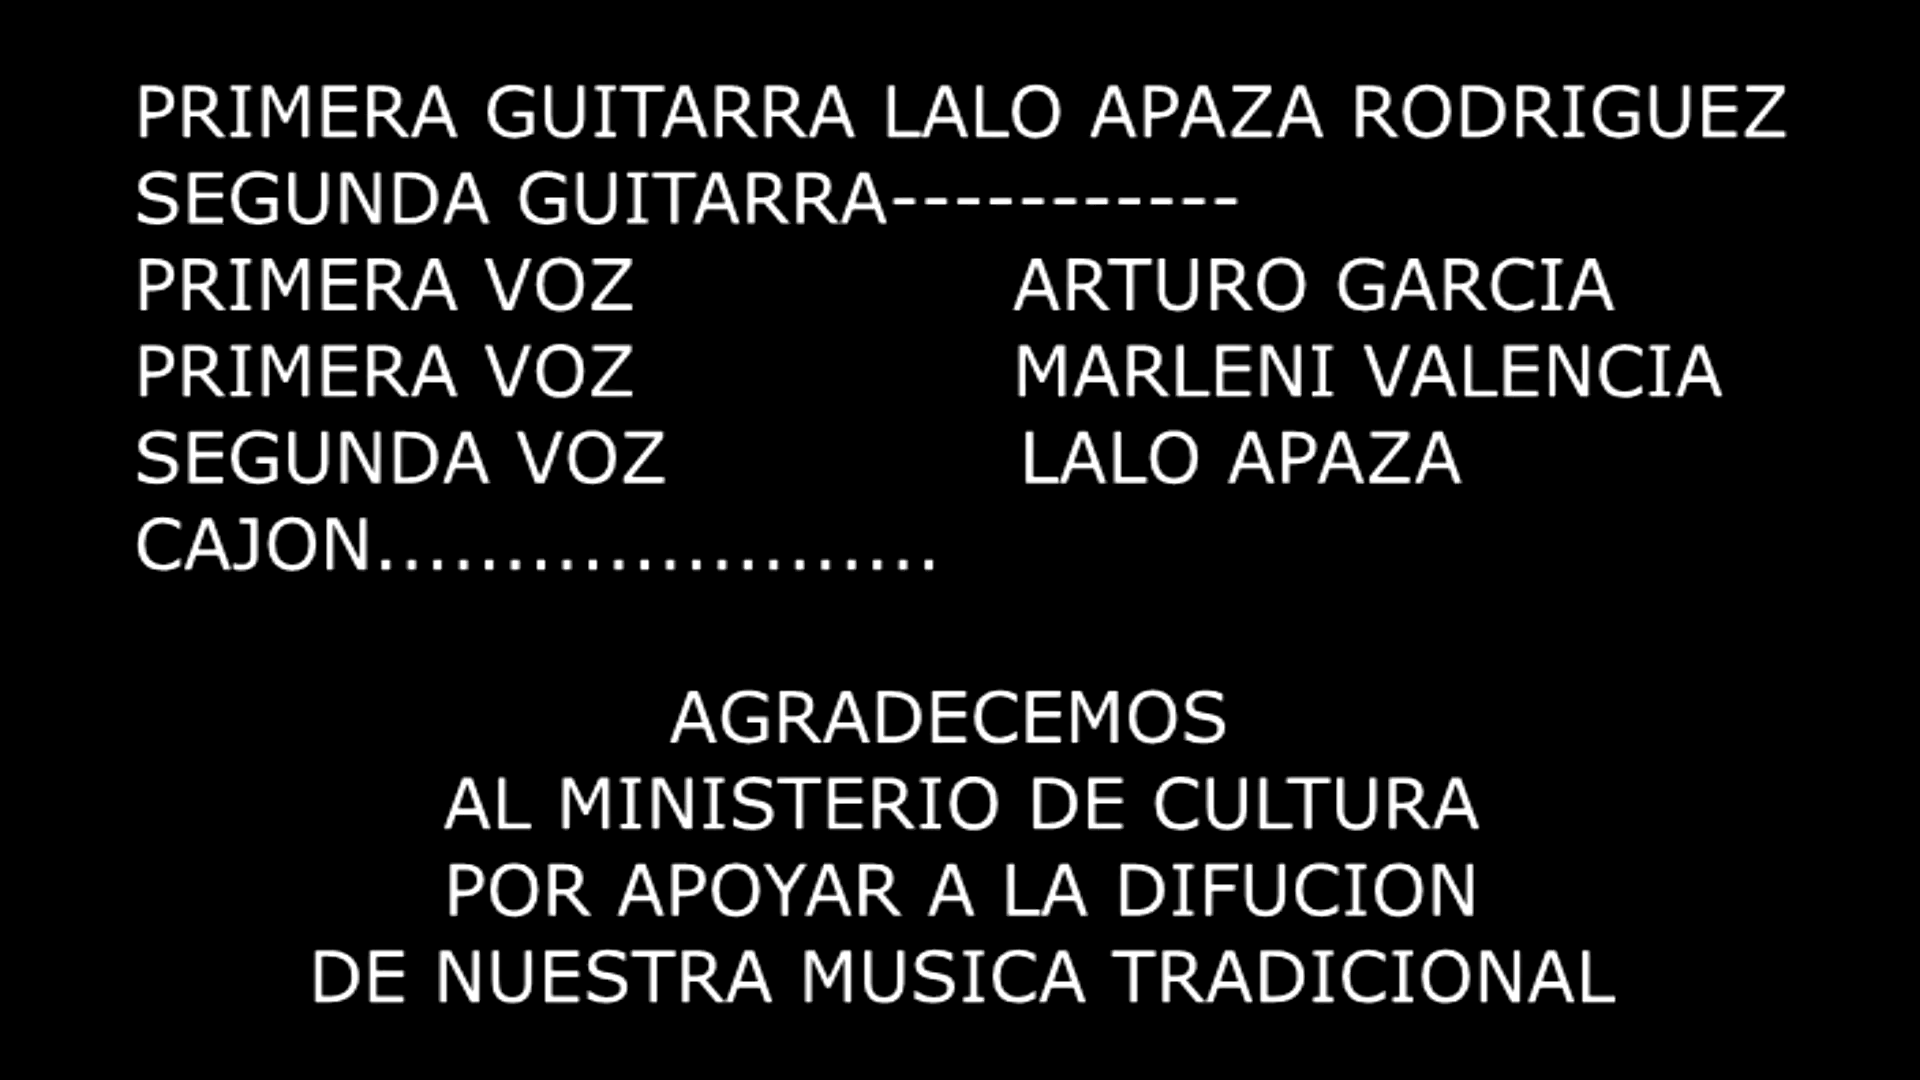 PRIMERA GUITARRA LALO APAZA RODRIGUEZ
SEGUNDA GUITARRA-----------
PRIMERA VOZ ARTURO GARCIA
PRIMERA VOZ MARLENI VALENCIA
SEGUNDA VOZ LALO APAZA
CAJON......................
AGRADECEMOS
AL MINISTERIO DE CULTURA
POR APOYAR A LA DIFUCION
DE NUESTRA MUSICA TRADICIONAL